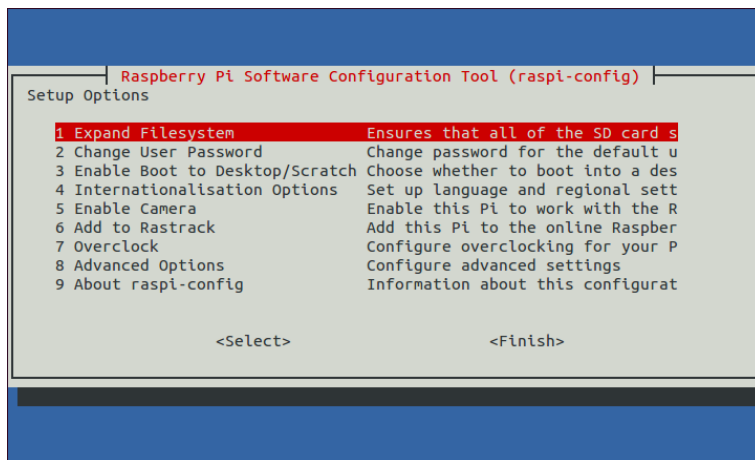 Raspberry Pi Software Configuration Tool (raspi-config)
Setup Options
1 Expand Filesystem Ensures that all of the SD card s
2 Change User Password Change password for the default u
3 Enable Boot to Desktop/Scratch Choose whether to boot into a des
4 Internationalisation Options Set up language and regional sett
5 Enable Camera Enable this Pi to work with the R
6 Add to Rastrack Add this Pi to the online Raspber
7 Overclock Configure overclocking for your P
8 Advanced Options Configure advanced settings
9 About raspi-config Information about this configurat
<Select> <Finish>